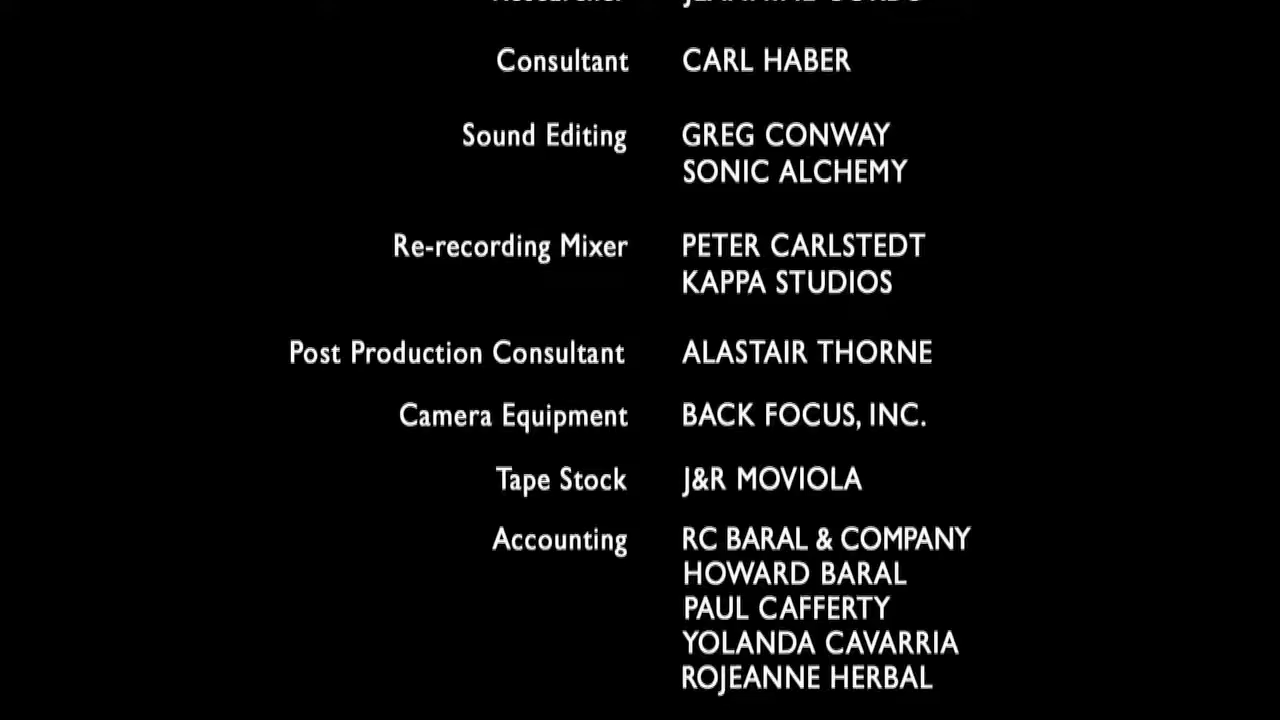 Consultant CARL HABER
Sound Editing GREG CONWAY
SONIC ALCHEMY
Re-recording Mixer PETER CARLSTEDT
KAPPA STUDIOS
Post Production Consultant ALASTAIR THORNE
Camera Equipment BACK FOCUS, INC.
Tape Stock J&R MOVIOLA
Accounting RC BARAL & COMPANY
HOWARD BARAL
PAUL CAFFERTY
YOLANDA CAVARRIA
ROJEANNE HERBAL